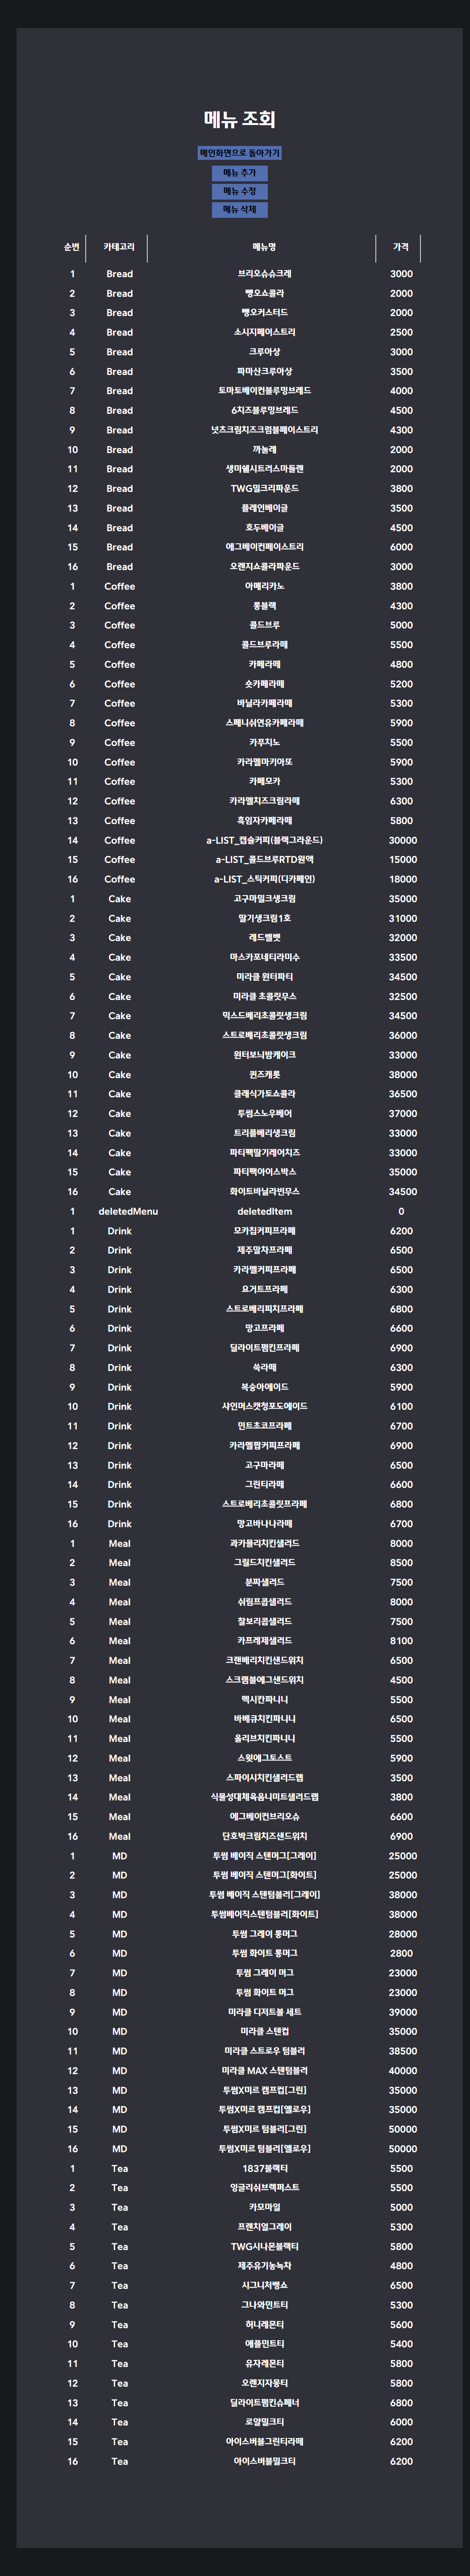 메뉴 조회
메인화면으로 돌아가기
메뉴 추가
메뉴 수정
메뉴 삭제
순번 카테고리 메뉴명 가격
1 Bread 브리오슈슈크레 3000
2 Bread 뺑오쇼콜라 2000
3 Bread 뺑오커스터드 2000
4 Bread 소시지페이스트리 2500
5 Bread 크루아상 3000
6 Bread 파마산크루아상 3500
7 Bread 토마토베이컨블루밍브레드 4000
8 Bread 6치즈블루밍브레드 4500
9 Bread 넛츠크림치즈크럼블페이스트리 4300
10 Bread 까눌레 2000
11 Bread 생미쉘시트러스마들렌 2000
12 Bread TWG밀크티파운드 3800
13 Bread 플레인베이글 3500
14 Bread 호두베이글 4500
15 Bread 에그베이컨페이스트리 6000
16 Bread 오렌지쇼콜라파운드 3000
1 Coffee 아메리카노 3800
2 Coffee 롱블랙 4300
3 Coffee 콜드브루 5000
4 Coffee 콜드브루라떼 5500
5 Coffee 카페라떼 4800
6 Coffee 숏카페라떼 5200
7 Coffee 바닐라카페라떼 5300
8 Coffee 스페니쉬연유카페라떼 5900
9 Coffee 카푸치노 5500
10 Coffee 카라멜마키아또 5900
11 Coffee 카페모카 5300
12 Coffee 카라멜치즈크림라떼 6300
13 Coffee 흑임자카페라떼 5800
14 Coffee a-LIST_캡슐커피(블랙그라운드) 30000
15 Coffee a-LIST_콜드브루RTD원액 15000
16 Coffee a-LIST_스틱커피(디카페인) 18000
1 Cake 고구마밀크생크림 35000
2 Cake 딸기생크림1호 31000
3 Cake 레드벨벳 32000
4 Cake 마스카포네티라미수 33500
5 Cake 미라클 윈터파티 34500
6 Cake 미라클 초콜릿무스 32500
7 Cake 믹스드베리초콜릿생크림 34500
8 Cake 스트로베리초콜릿생크림 36000
9 Cake 윈터보늬밤케이크 33000
10 Cake 퀸즈캐롯 38000
11 Cake 클래식가토쇼콜라 36500
12 Cake 투썸스노우베어 37000
13 Cake 트리플베리생크림 33000
14 Cake 파티팩딸기레어치즈 33000
15 Cake 파티팩아이스박스 35000
16 Cake 화이트바닐라빈무스 34500
1 deletedMenu deletedItem 0
1 Drink 모카칩커피프라페 6200
2 Drink 제주말차프라페 6500
3 Drink 카라멜커피프라페 6500
4 Drink 요거트프라페 6300
5 Drink 스트로베리피치프라페 6800
6 Drink 망고프라페 6600
7 Drink 딜라이트펌킨프라페 6900
8 Drink 쑥라떼 6300
9 Drink 복숭아에이드 5900
10 Drink 샤인머스캣청포도에이드 6100
11 Drink 민트초코프라페 6700
12 Drink 카라멜팝커피프라페 6900
13 Drink 고구마라떼 6500
14 Drink 그린티라떼 6600
15 Drink 스트로베리초콜릿프라페 6800
16 Drink 망고바나나라떼 6700
1 Meal 과카몰리치킨샐러드 8000
2 Meal 그릴드치킨샐러드 8500
3 Meal 분짜샐러드 7500
4 Meal 쉬림프콥샐러드 8000
5 Meal 찰보리콥샐러드 7500
6 Meal 카프레제샐러드 8100
7 Meal 크랜베리치킨샌드위치 6500
8 Meal 스크램블에그샌드위치 4500
9 Meal 멕시칸파니니 5500
10 Meal 바베큐치킨파니니 6500
11 Meal 올리브치킨파니니 5500
12 Meal 스윗에그토스트 5900
13 Meal 스파이시치킨샐러드랩 3500
14 Meal 식물성대체육옴니미트샐러드랩 3800
15 Meal 에그베이컨브리오슈 6600
16 Meal 단호박크림치즈샌드위치 6900
1 MD 투썸 베이직 스텐머그[그레이] 25000
2 MD 투썸 베이직 스텐머그[화이트] 25000
3 MD 투썸 베이직 스텐텀블러[그레이] 38000
4 MD 투썸베이직스텐텀블러[화이트] 38000
5 MD 투썸 그레이 롱머그 28000
6 MD 투썸 화이트 롱머그 2800
7 MD 투썸 그레이 머그 23000
8 MD 투썸 화이트 머그 23000
9 MD 미라클 디저트볼 세트 39000
10 MD 미라클 스텐컵 35000
11 MD 미라클 스트로우 텀블러 38500
12 MD 미라클 MAX 스텐텀블러 40000
13 MD 투썸X미르 캠프컵[그린] 35000
14 MD 투썸X미르 캠프컵[옐로우] 35000
15 MD 투썸X미르 텀블러[그린] 50000
16 MD 투썸X미르 텀블러[옐로우] 50000
1 Tea 1837블랙티 5500
2 Tea 잉글리쉬브렉퍼스트 5500
3 Tea 카모마일 5000
4 Tea 프렌치얼그레이 5300
5 Tea TWG시나몬블랙티 5800
6 Tea 제주유기농녹차 4800
7 Tea 시그니처뱅쇼 6500
8 Tea 그나와민트티 5300
9 Tea 허니레몬티 5600
10 Tea 애플민트티 5400
11 Tea 유자레몬티 5800
12 Tea 오렌지자몽티 5800
13 Tea 딜라이트펌킨슈페너 6800
14 Tea 로얄밀크티 6000
15 Tea 아이스버블그린티라떼 6200
16 Tea 아이스버블밀크티 6200